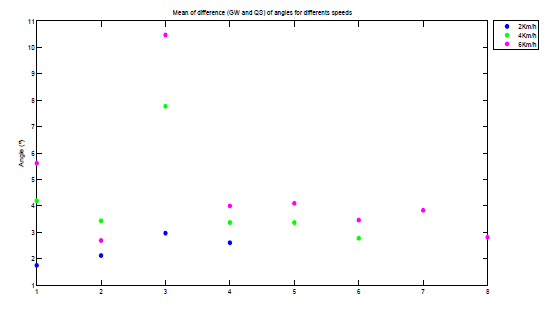 Mean of difference (GW and QS) of angles for differents speeds
2Km/h
4Km/h
6Km/h
11
10
9
8
7
6
5
4
3
2
1
Angle (º)
1 2 3 4 5 6 7 8